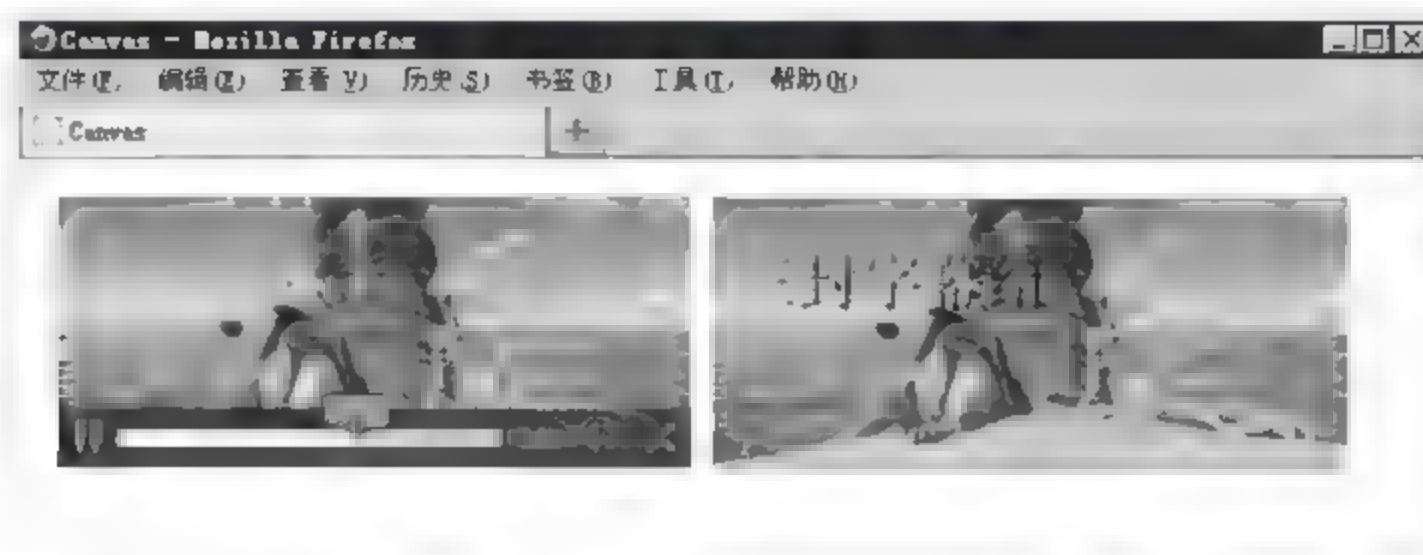 Canvas - Mozilla Firefox
文件(F) 编辑(E) 查看(V) 历史(S) 书签(B) 工具(T) 帮助(H)
Canvas +